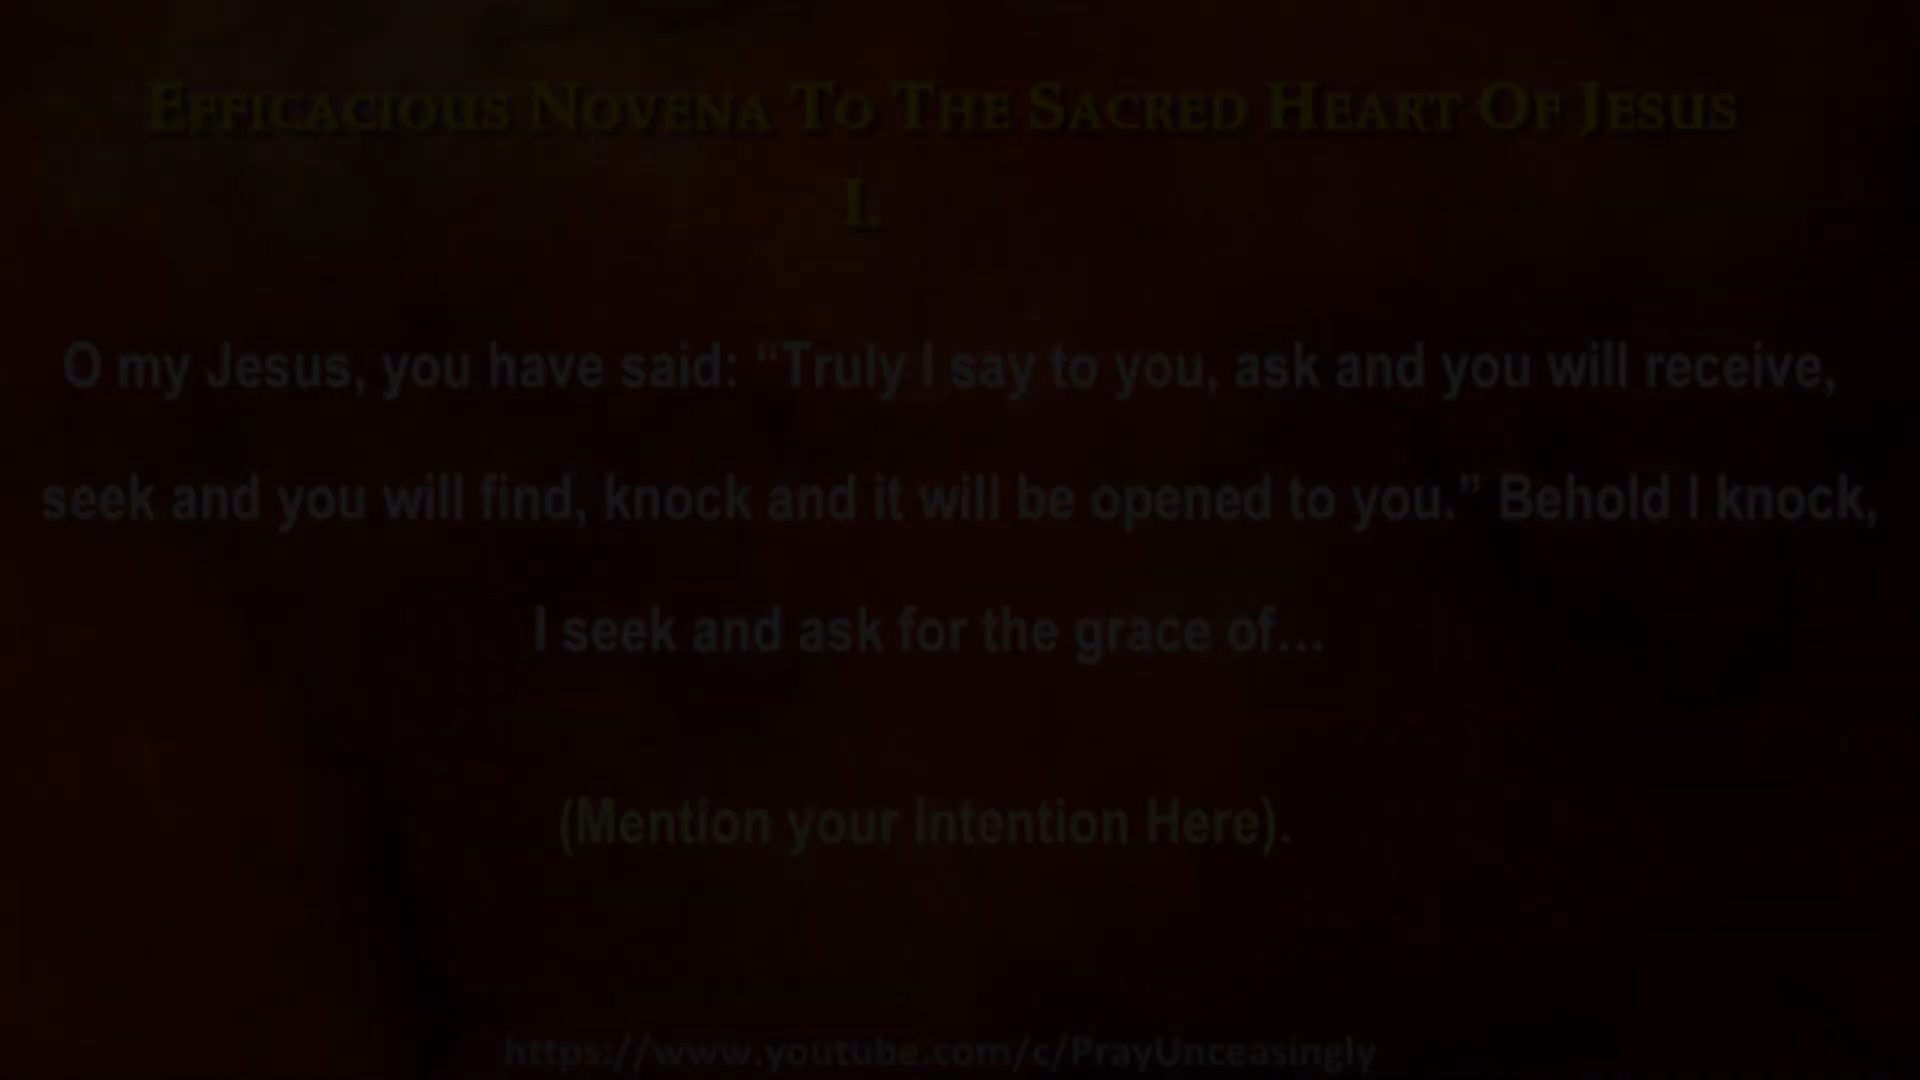 Efficacious Novena To The Sacred Heart Of Jesus
I.
O my Jesus, you have said: “Truly I say to you, ask and you will receive,
seek and you will find, knock and it will be opened to you.” Behold I knock,
I seek and ask for the grace of...
(Mention your Intention Here).
https://www.youtube.com/c/PrayUnceasingly